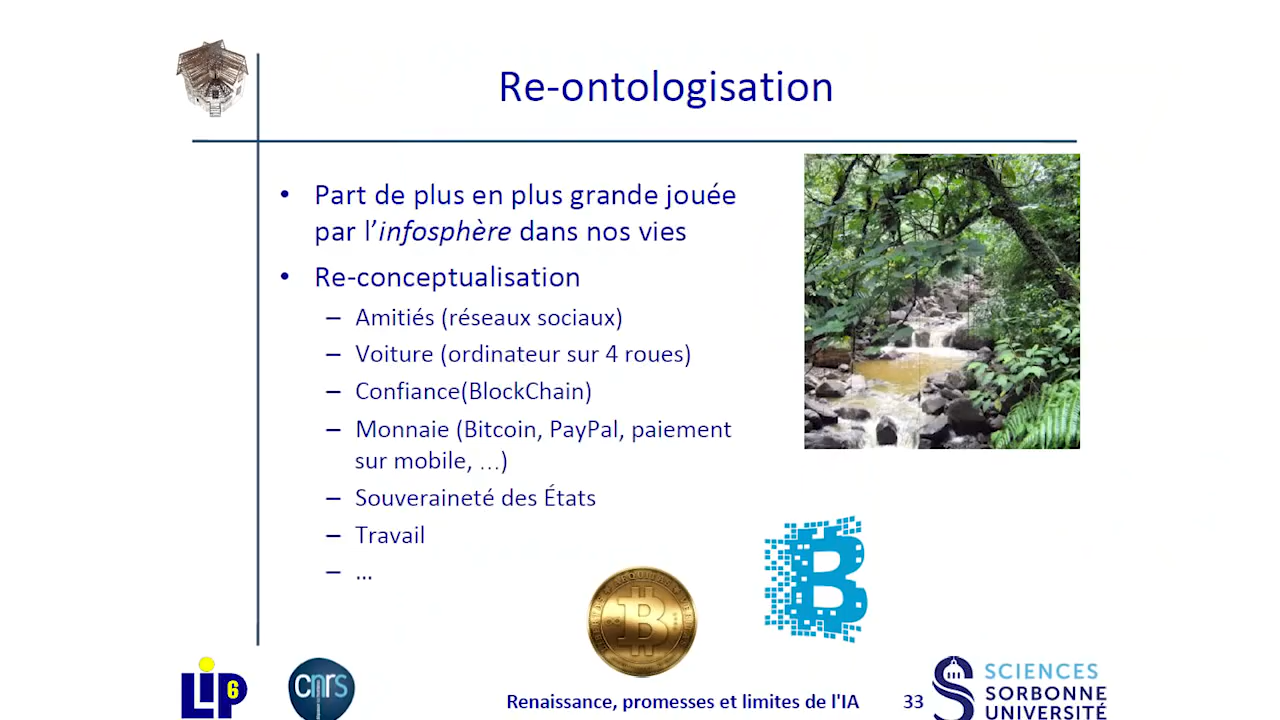 Re-ontologisation
• Part de plus en plus grande jouée
par l’infosphère dans nos vies
• Re-conceptualisation
– Amitiés (réseaux sociaux)
– Voiture (ordinateur sur 4 roues)
– Confiance(BlockChain)
– Monnaie (Bitcoin, PayPal, paiement
sur mobile, ...)
– Souveraineté des États
– Travail
– ...
LIP6
cnrs
Renaissance, promesses et limites de l'IA
33
SCIENCES
SORBONNE
UNIVERSITÉ